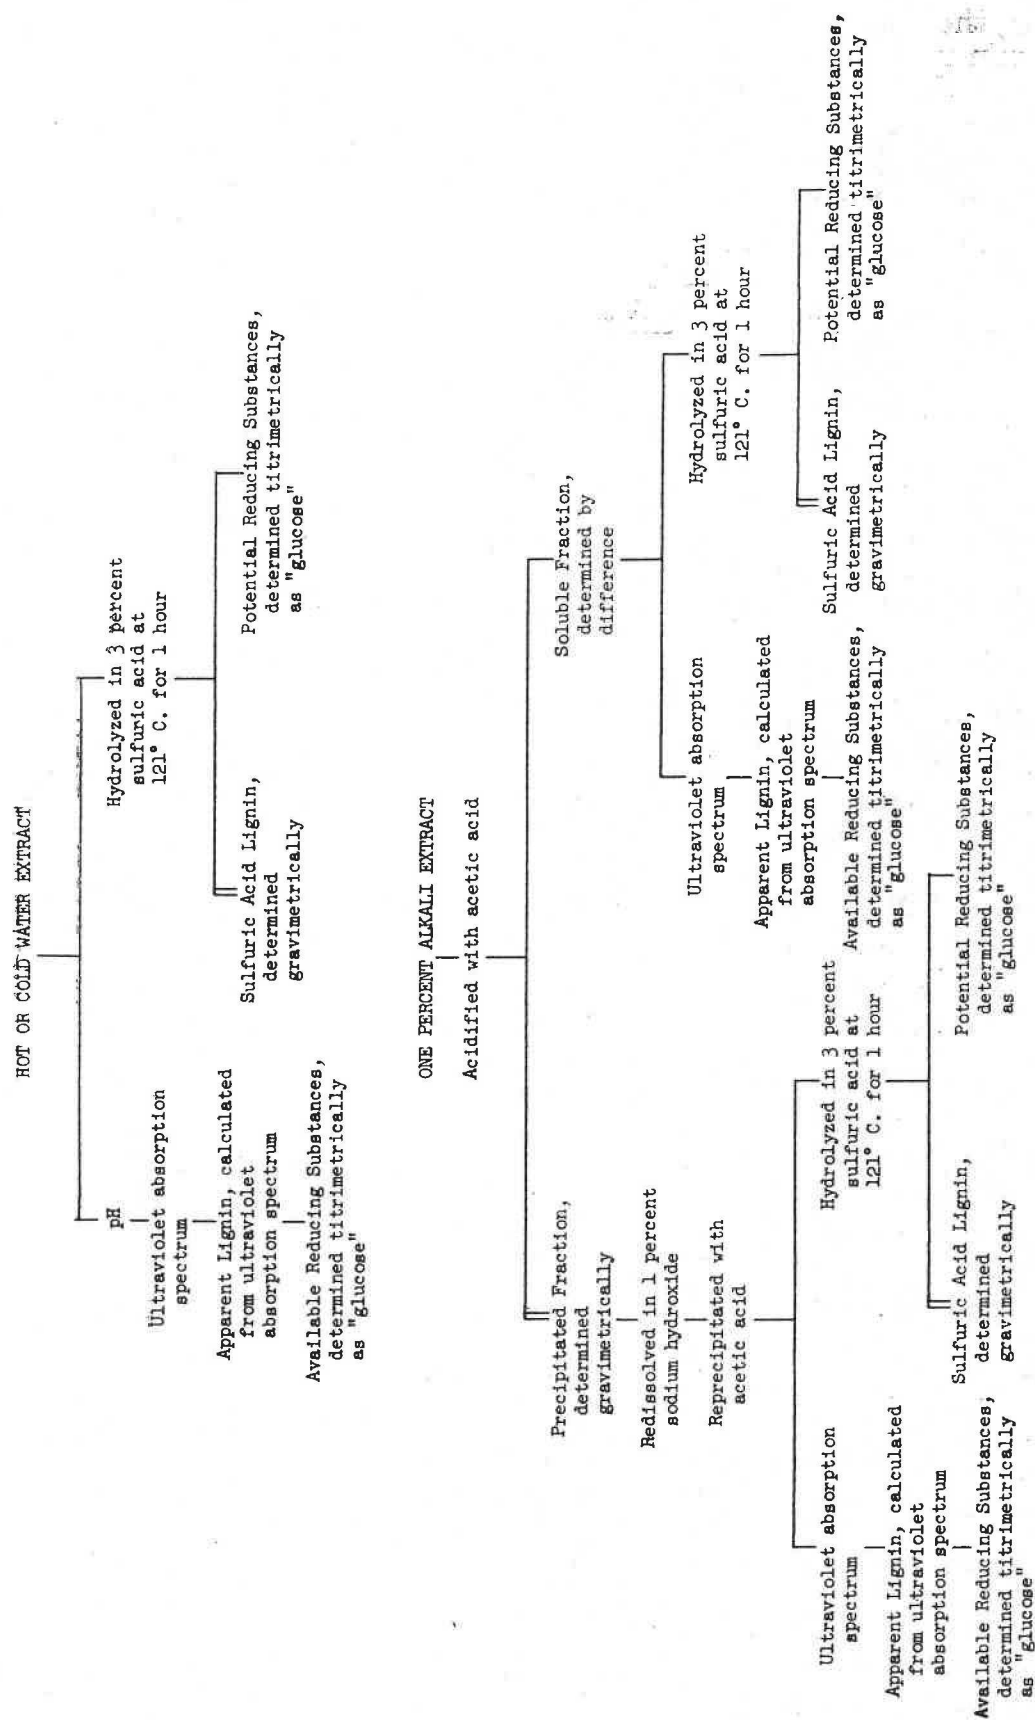 HOT OR COLD WATER EXTRACT
pH
Ultraviolet absorption
spectrum
Apparent Lignin, calculated
from ultraviolet
absorption spectrum
Available Reducing Substances,
determined titrimetrically
as "glucose"
Hydrolyzed in 3 percent
sulfuric acid at
121° C. for 1 hour
Sulfuric Acid Lignin,
determined
gravimetrically
Potential Reducing Substances,
determined titrimetrically
as "glucose"
ONE PERCENT ALKALI EXTRACT
Acidified with acetic acid
Precipitated Fraction,
determined
gravimetrically
Redissolved in 1 percent
sodium hydroxide
Reprecipitated with
acetic acid
Ultraviolet absorption
spectrum
Apparent Lignin, calculated
from ultraviolet
absorption spectrum
Available Reducing Substances,
determined titrimetrically
as "glucose"
Hydrolyzed in 3 percent
sulfuric acid at
121° C. for 1 hour
Sulfuric Acid Lignin,
determined
gravimetrically
Potential Reducing Substances,
determined titrimetrically
as "glucose"
Soluble Fraction,
determined by
difference
Ultraviolet absorption
spectrum
Apparent Lignin, calculated
from ultraviolet
absorption spectrum
Available Reducing Substances,
determined titrimetrically
as "glucose"
Hydrolyzed in 3 percent
sulfuric acid at
121° C. for 1 hour
Sulfuric Acid Lignin,
determined
gravimetrically
Potential Reducing Substances,
determined titrimetrically
as "glucose"